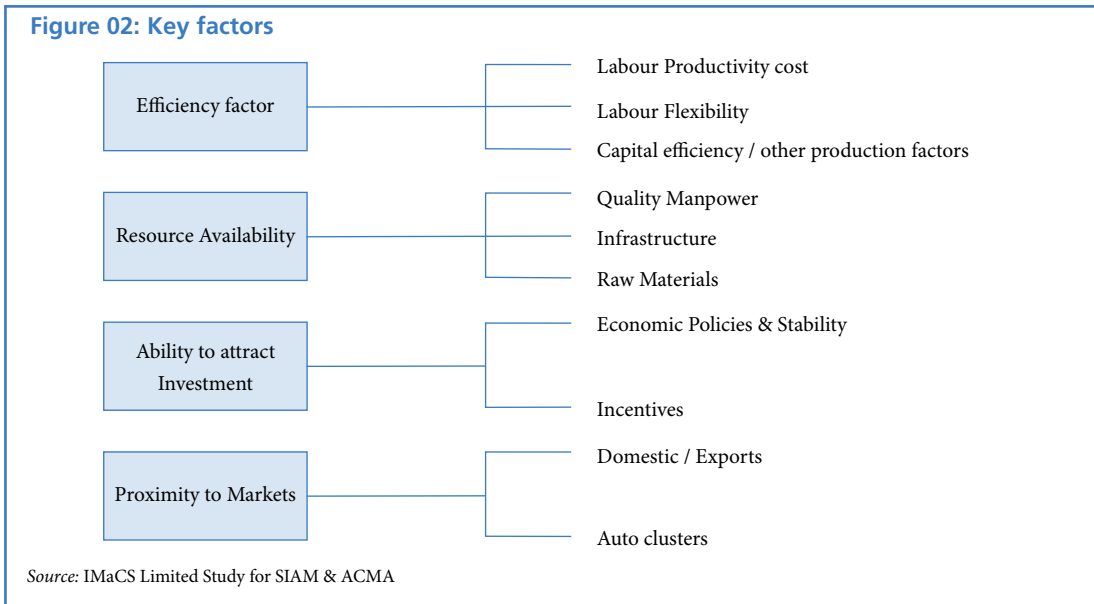 Figure 02: Key factors
Efficiency factor
Labour Productivity cost
Labour Flexibility
Capital efficiency / other production factors
Resource Availability
Quality Manpower
Infrastructure
Raw Materials
Ability to attract
Investment
Economic Policies & Stability
Incentives
Proximity to Markets
Domestic / Exports
Auto clusters
Source: IMaCS Limited Study for SIAM & ACMA